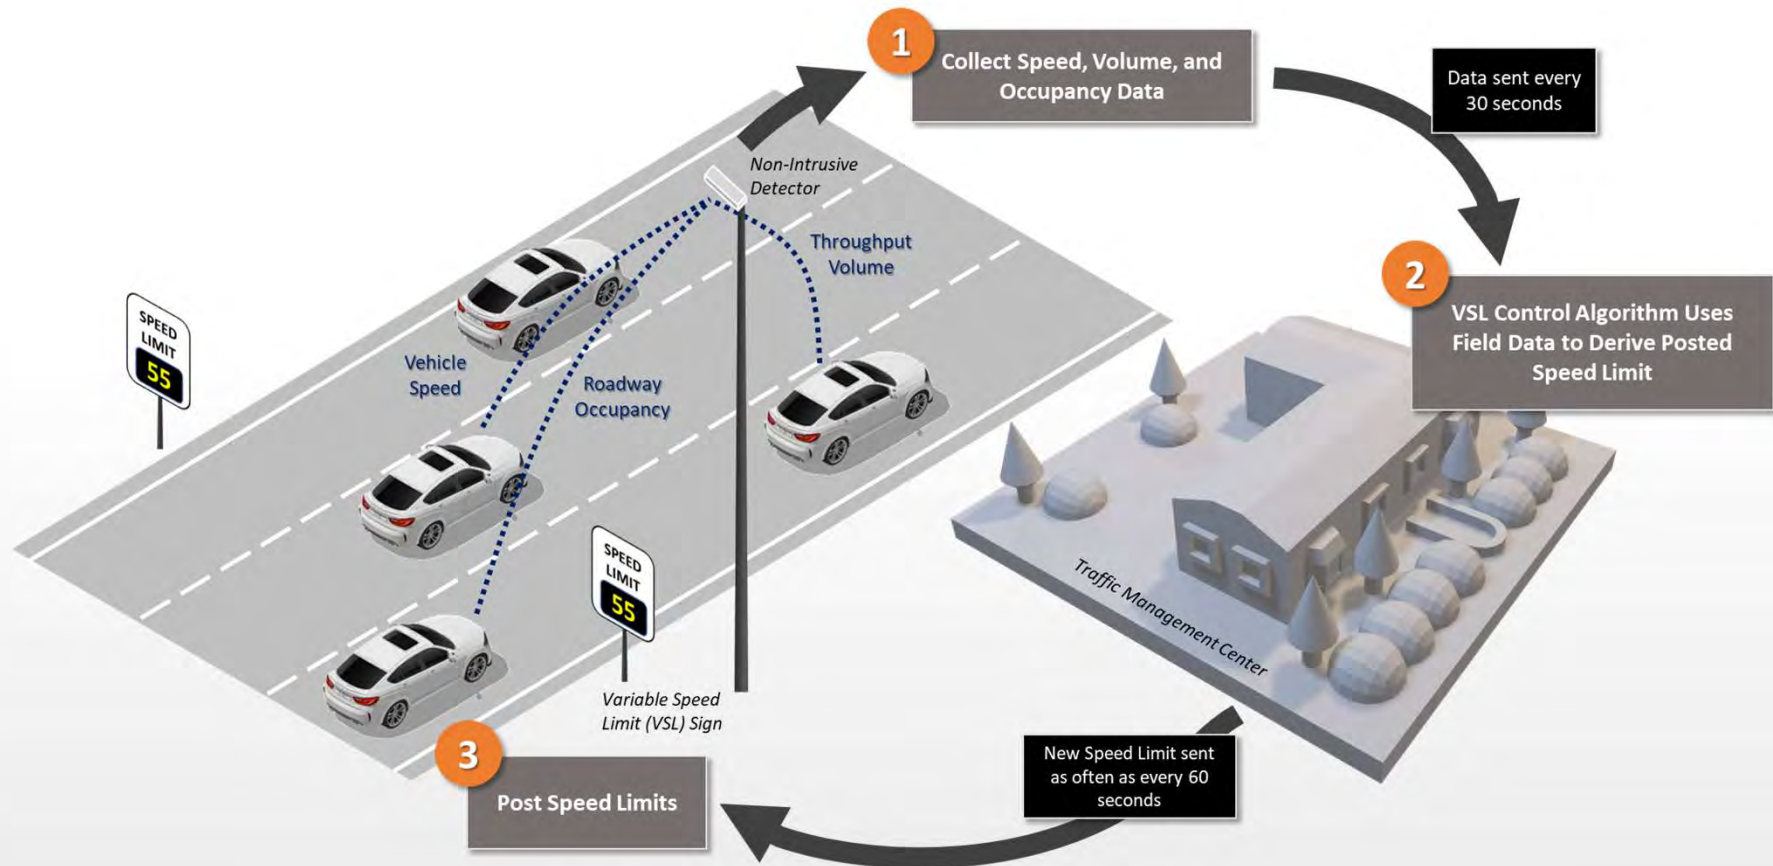 1
Collect Speed, Volume, and
Occupancy Data
Data sent every
30 seconds
Non-Intrusive
Detector
Throughput
Volume
Vehicle
Speed
Roadway
Occupancy
SPEED
LIMIT
55
2
VSL Control Algorithm Uses
Field Data to Derive Posted
Speed Limit
Traffic Management Center
SPEED
LIMIT
55
Variable Speed
Limit (VSL) Sign
3
Post Speed Limits
New Speed Limit sent
as often as every 60
seconds